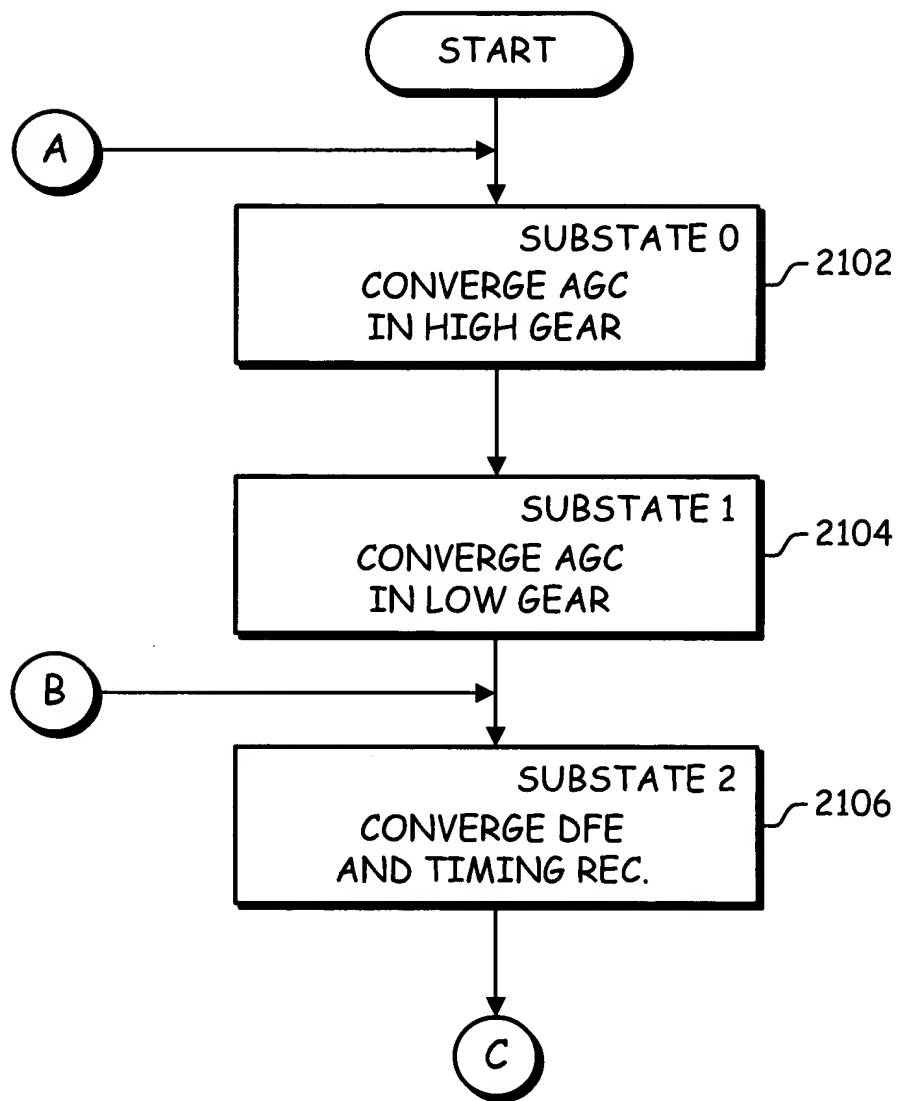 START
A
SUBSTATE 0
CONVERGE AGC
IN HIGH GEAR
2102
SUBSTATE 1
CONVERGE AGC
IN LOW GEAR
2104
B
SUBSTATE 2
CONVERGE DFE
AND TIMING REC.
2106
C